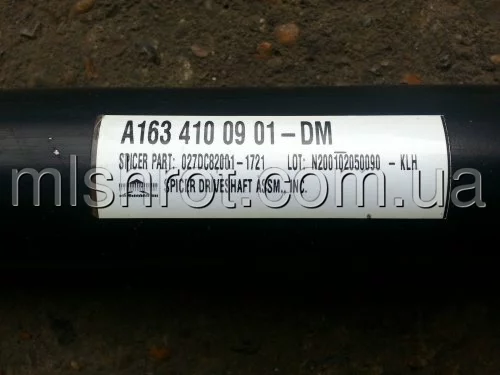 A163 410 09 01-DM
SPICER PART: 027DC82001-1721 LOT: N200102050090 - KLH
mlshrot.com.ua
SPICER DRIVESHAFT ASSM., INC.